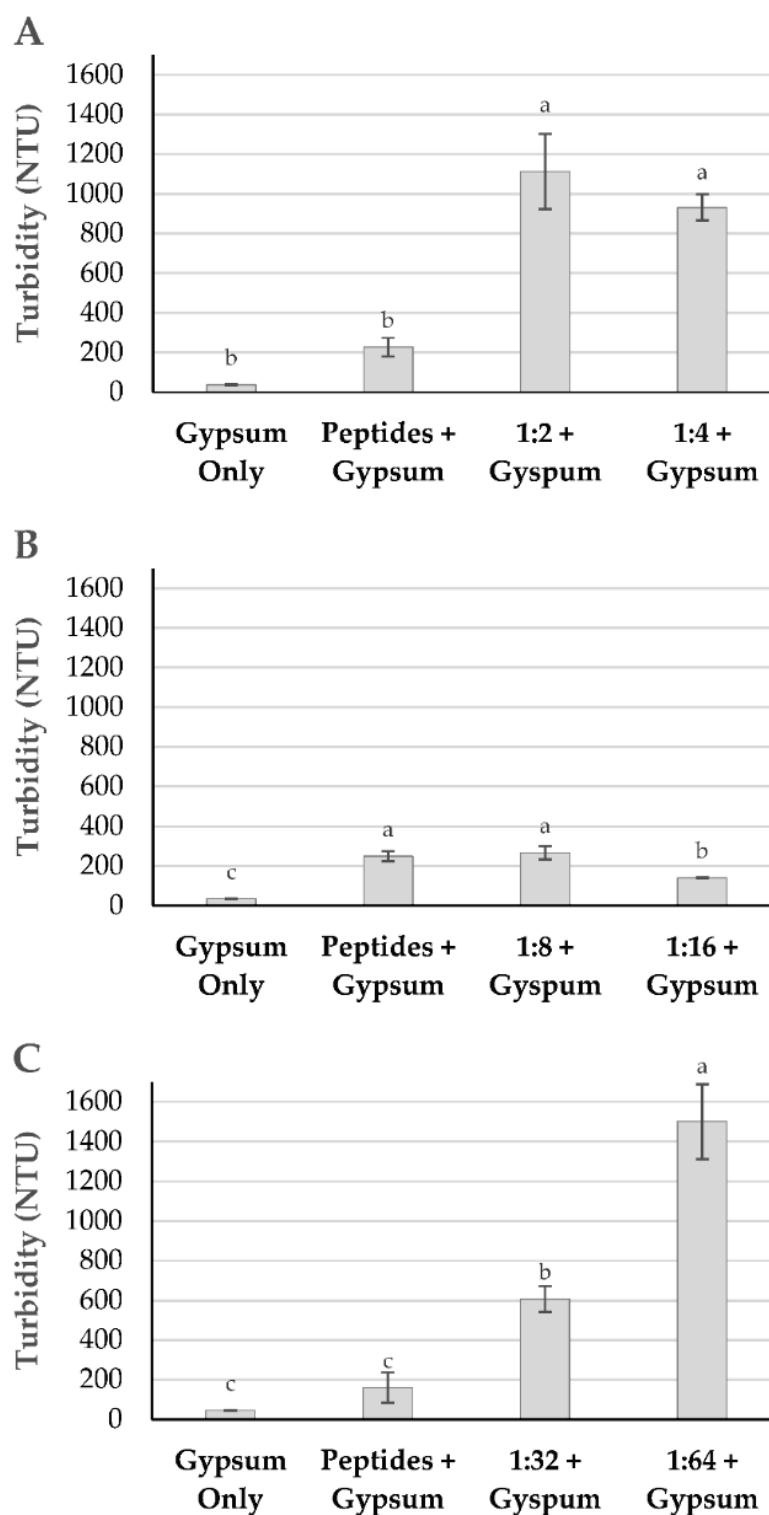 A
1600
1400
1200
1000
800
600
400
200
0
Turbidity (NTU)
b
b
a
a
Gypsum Only
Peptides + Gypsum
1:2 + Gyspum
1:4 + Gypsum
B
1600
1400
1200
1000
800
600
400
200
0
Turbidity (NTU)
c
a
a
b
Gypsum Only
Peptides + Gypsum
1:8 + Gyspum
1:16 + Gypsum
C
1600
1400
1200
1000
800
600
400
200
0
Turbidity (NTU)
c
c
b
a
Gypsum Only
Peptides + Gypsum
1:32 + Gyspum
1:64 + Gypsum